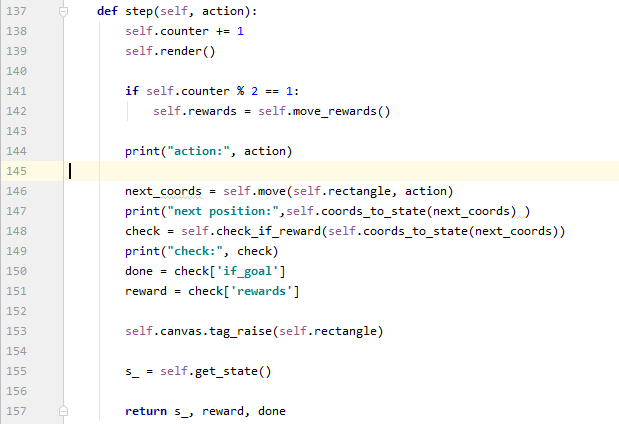 137 def step(self, action):
138 self.counter += 1
139 self.render()
140
141 if self.counter % 2 == 1:
142 self.rewards = self.move_rewards()
143
144 print("action:", action)
145
146 next_coords = self.move(self.rectangle, action)
147 print("next position:",self.coords_to_state(next_coords) )
148 check = self.check_if_reward(self.coords_to_state(next_coords))
149 print("check:", check)
150 done = check['if_goal']
151 reward = check['rewards']
152
153 self.canvas.tag_raise(self.rectangle)
154
155 s_ = self.get_state()
156
157 return s_, reward, done